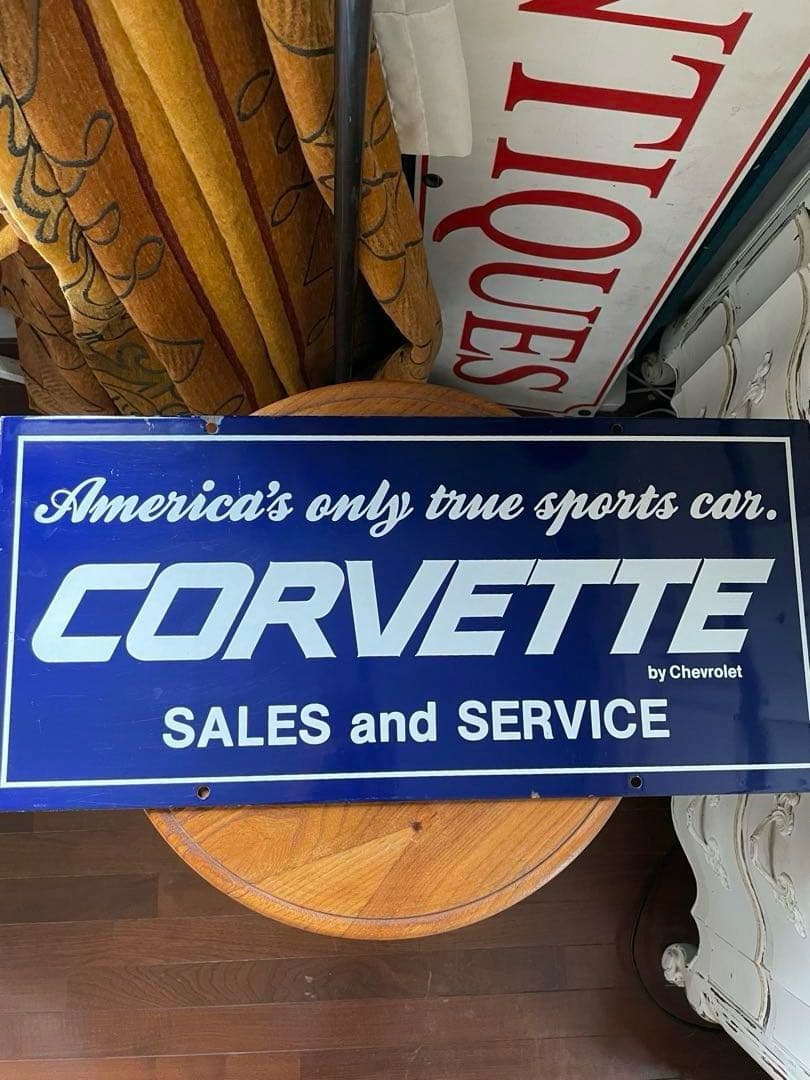 NTIQUES
America's only true sports car.
CORVETTE
by Chevrolet
SALES and SERVICE